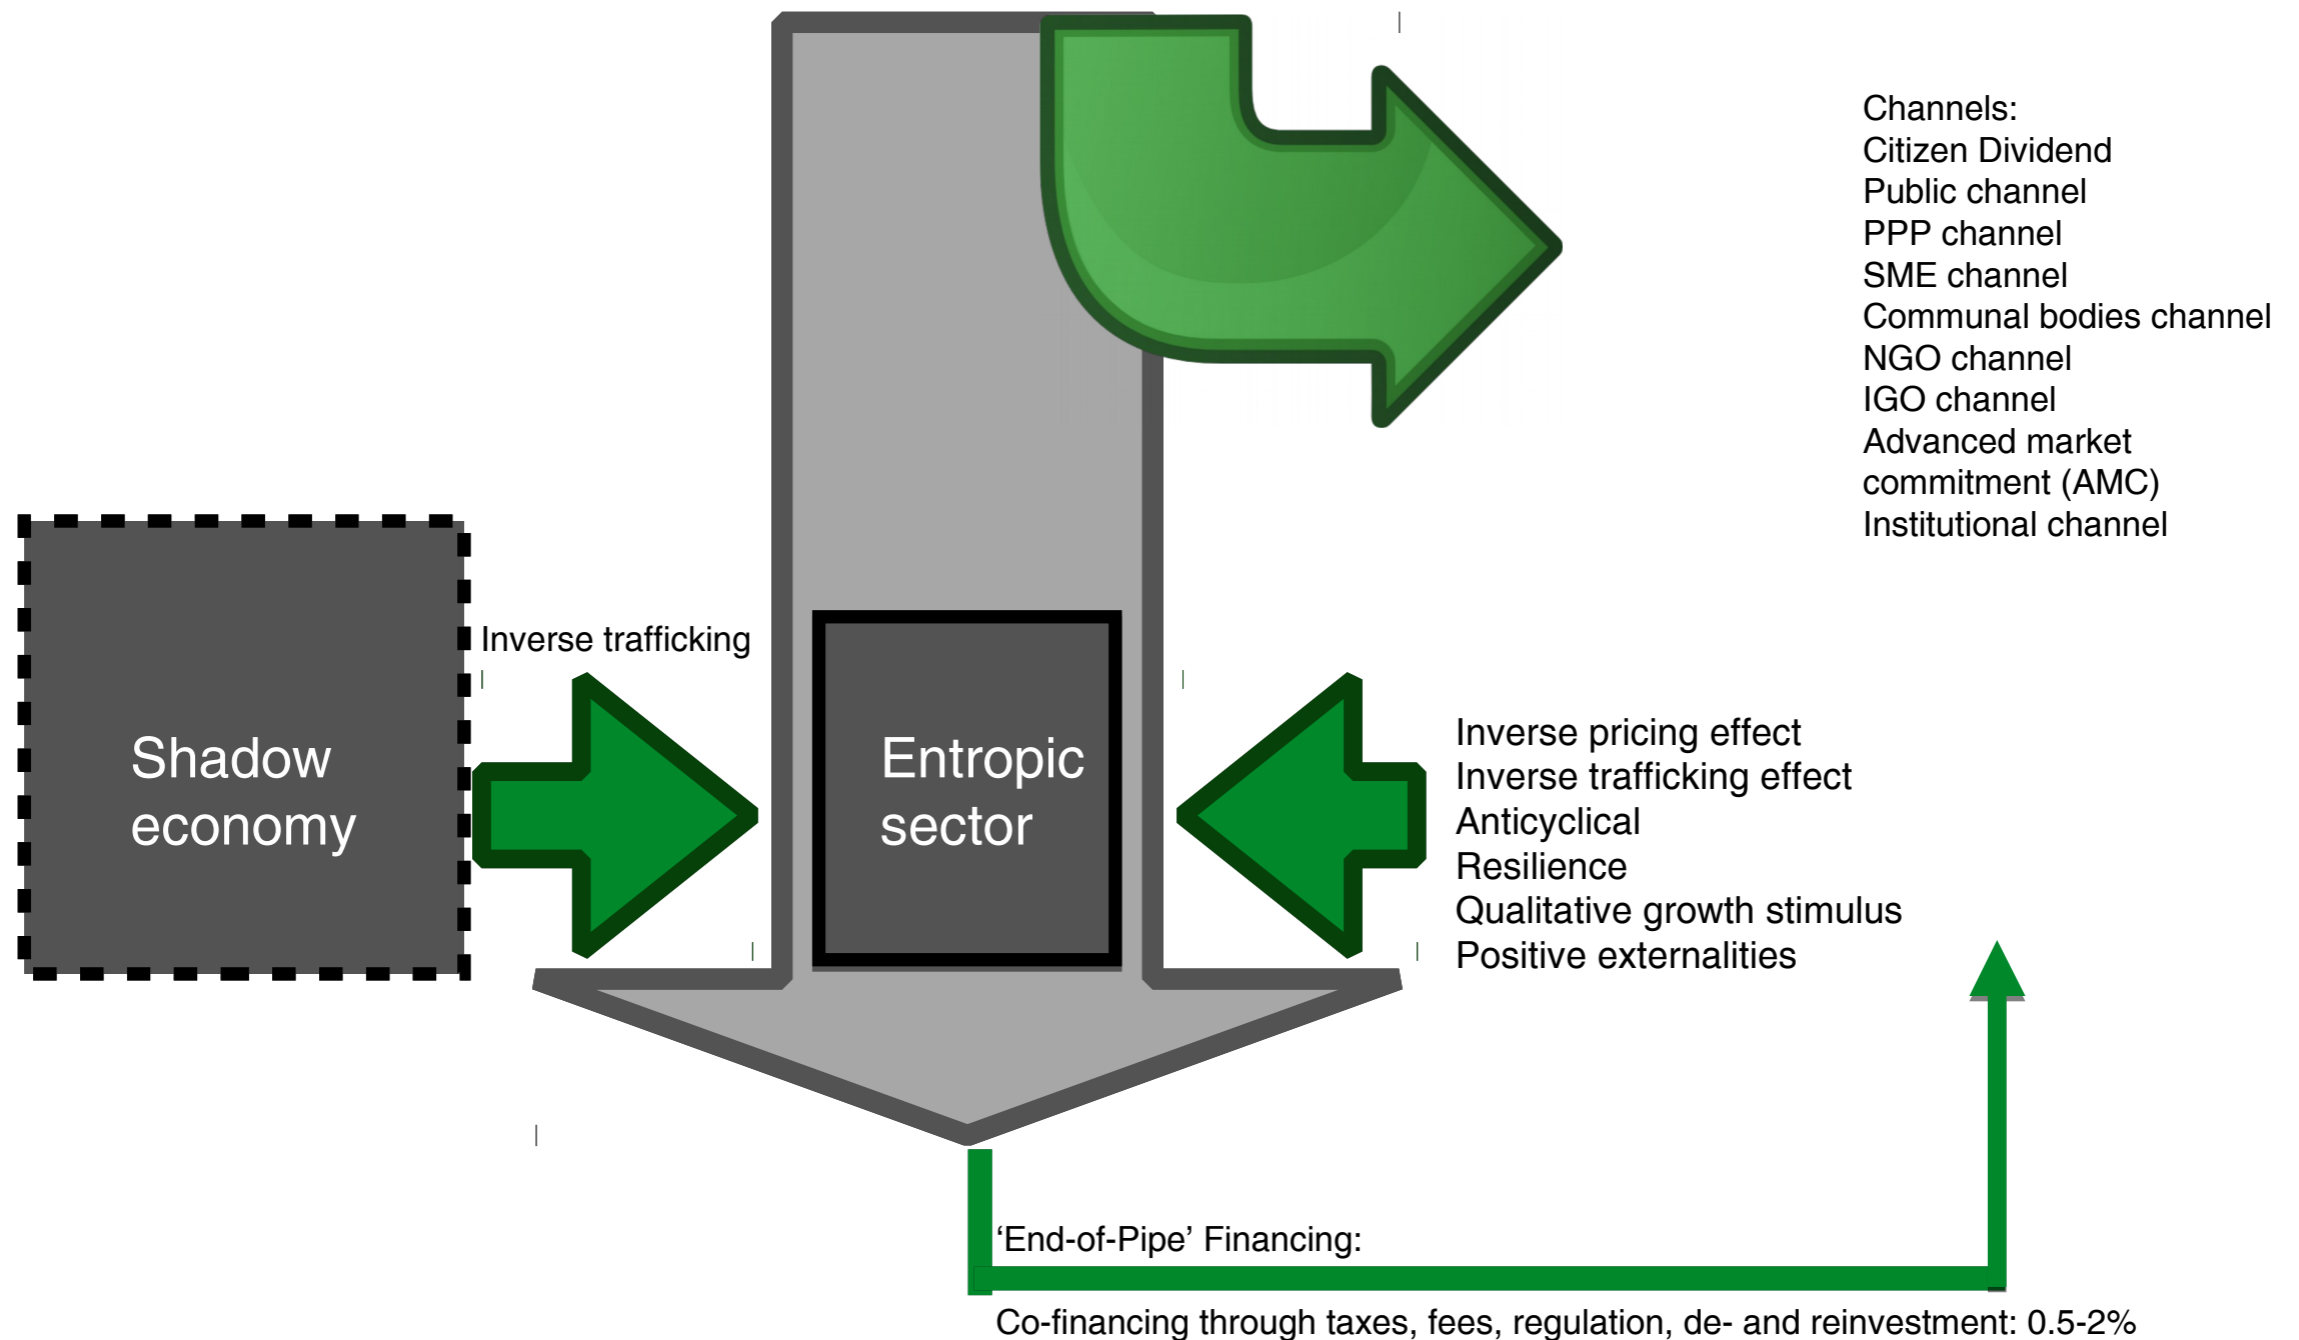 Channels:
Citizen Dividend
Public channel
PPP channel
SME channel
Communal bodies channel
NGO channel
IGO channel
Advanced market
commitment (AMC)
Institutional channel
Inverse trafficking
Shadow
economy
Entropic
sector
Inverse pricing effect
Inverse trafficking effect
Anticyclical
Resilience
Qualitative growth stimulus
Positive externalities
‘End-of-Pipe’ Financing:
Co-financing through taxes, fees, regulation, de- and reinvestment: 0.5-2%